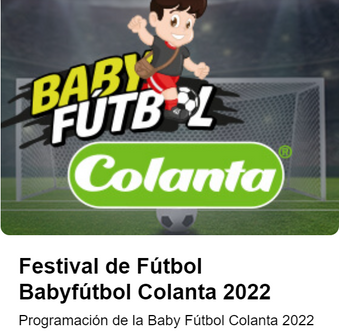 BABY
FÚTBOL
Colanta®
Festival de Fútbol
Babyfútbol Colanta 2022
Programación de la Baby Fútbol Colanta 2022